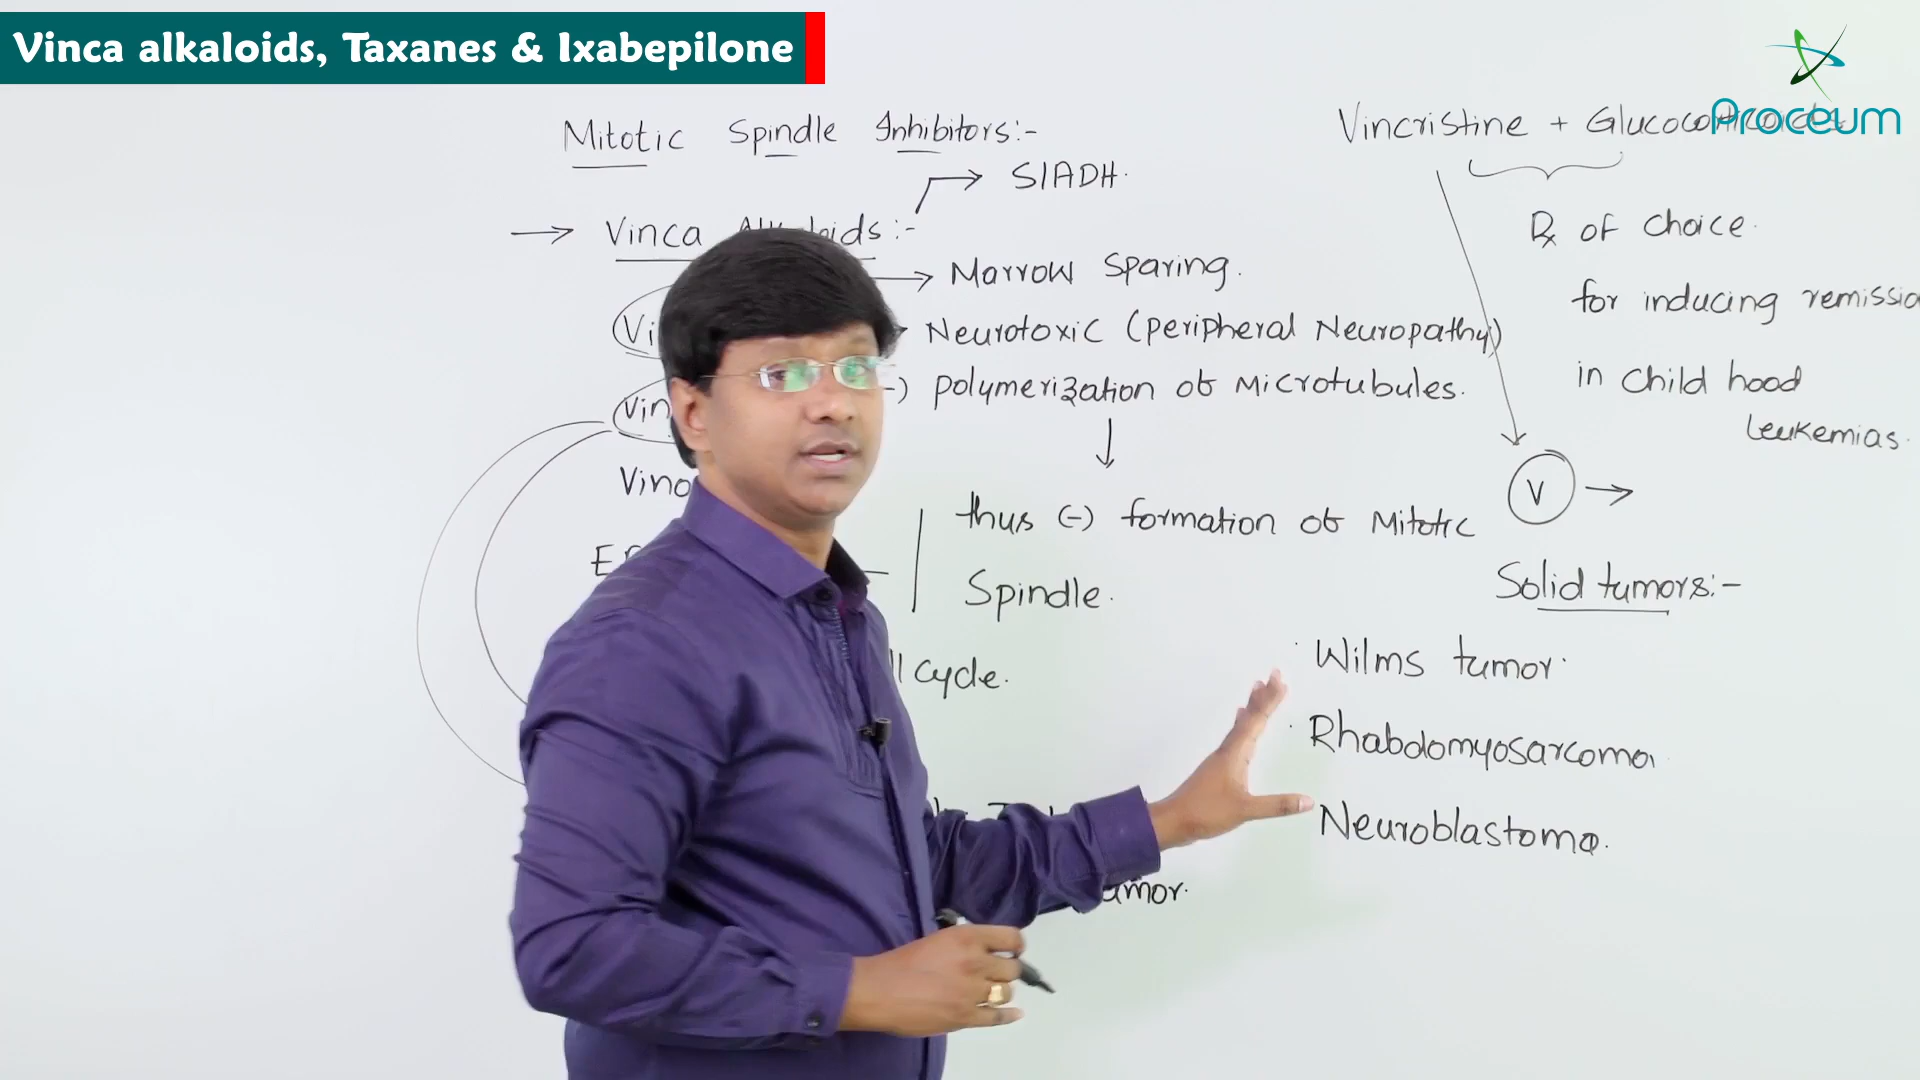 Vinca alkaloids, Taxanes & Ixabepilone
Proceum
Mitotic Spindle Inhibitors:-
SIADH.
Vinca
Marrow Sparing.
Neurotoxic (peripheral Neuropathy)
(-) polymerization of Microtubules.
thus (-) formation of Mitotic
Spindle.
cycle.
Vincristine + Glucocorticoids
Rx of choice.
for inducing
in child hood
leukemias.
V
Solid tumors:-
Wilms tumor.
Rhabdomyosarcoma
Neuroblastoma.